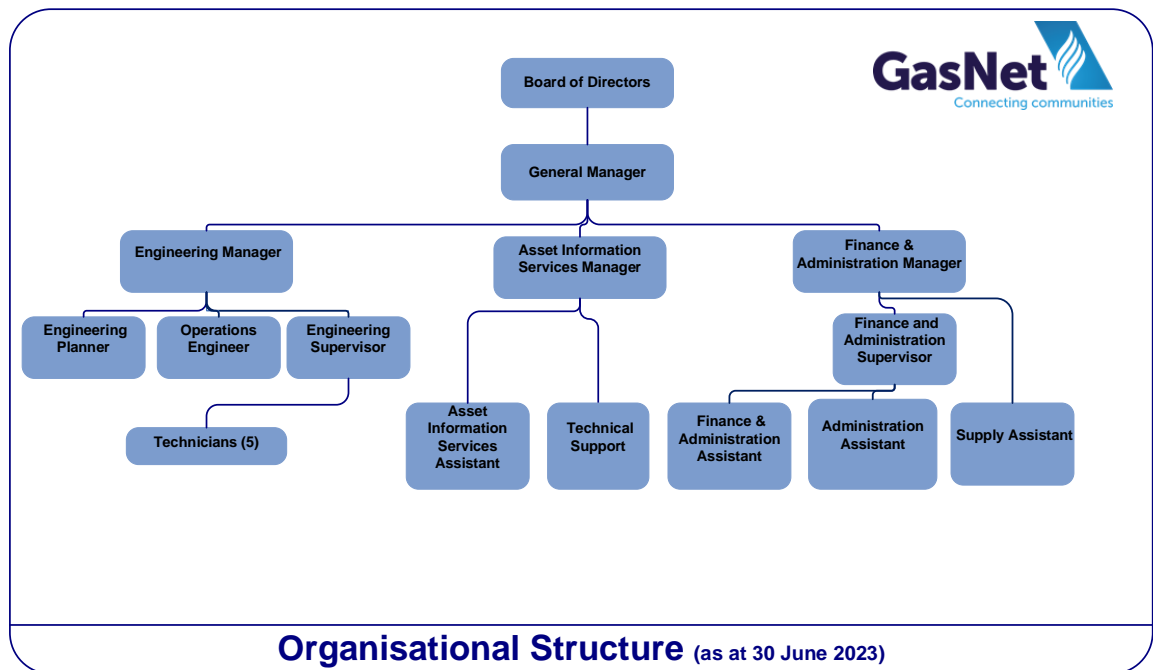 GasNet
Connecting communities
Board of Directors
General Manager
Engineering Manager
Asset Information
Services Manager
Finance &
Administration Manager
Engineering
Planner
Operations
Engineer
Engineering
Supervisor
Finance and
Administration
Supervisor
Technicians (5)
Asset
Information
Services
Assistant
Technical
Support
Finance &
Administration
Assistant
Administration
Assistant
Supply Assistant
Organisational Structure (as at 30 June 2023)